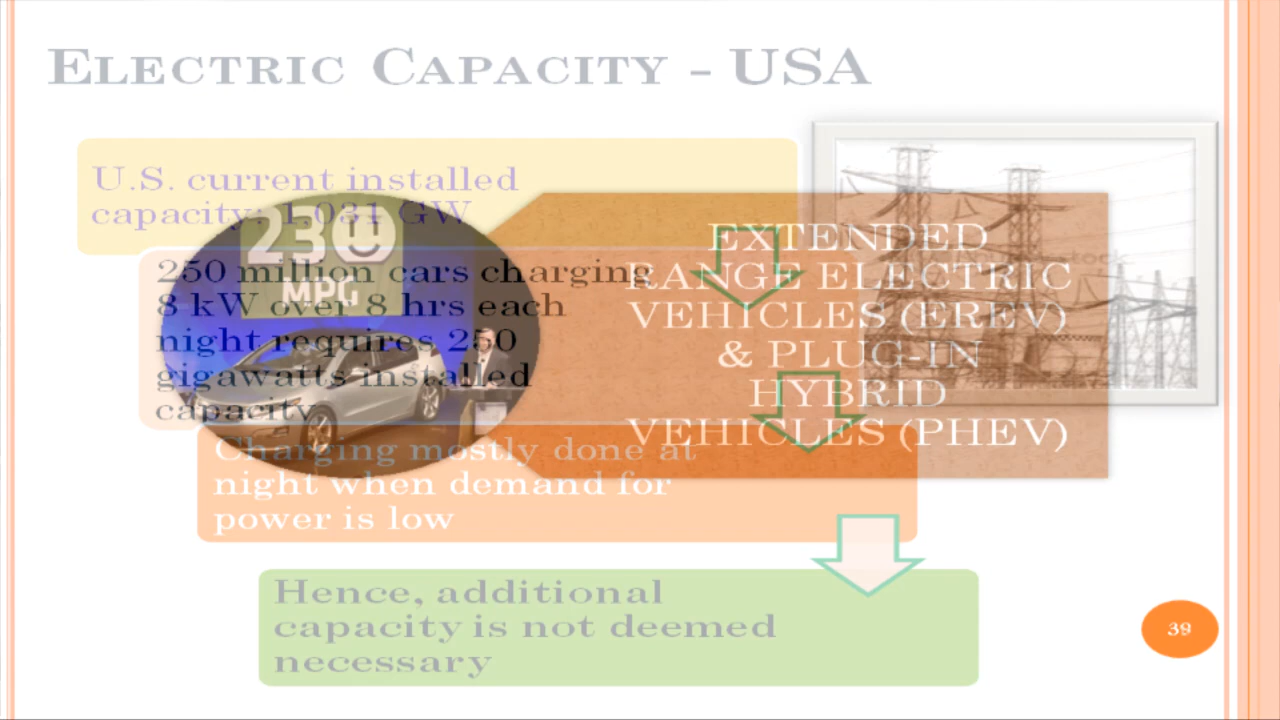 ELECTRIC CAPACITY - USA
U.S. current installed
capacity: 1,031 GW
230
MPG
250 million cars charging
8 kW over 8 hrs each
night requires 250
gigawatts installed
capacity
EXTENDED
RANGE ELECTRIC
VEHICLES (EREV)
& PLUG-IN
HYBRID
VEHICLES (PHEV)
Charging mostly done at
night when demand for
power is low
Hence, additional
capacity is not deemed
necessary